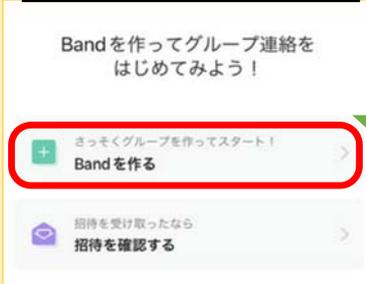 Bandを作ってグループ連絡を
はじめてみよう！
さっそくグループを作ってスタート！
Bandを作る
招待を受け取ったなら
招待を確認する